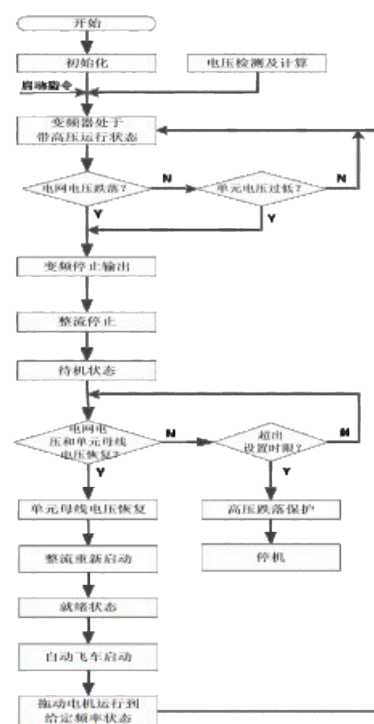 开始
初始化
电压检测及计算
启动指令
变频器处于
带高压运行状态
电网电压跌落?
N
单元电压过低?
N
Y
Y
变频停止输出
整流停止
待机状态
电网电
压和单元母线
电压恢复?
N
超出
设置时限?
N
Y
Y
单元母线电压恢复
高压跌落保护
整流重新启动
停机
就绪状态
自动飞车启动
拖动电机运行到
给定频率状态